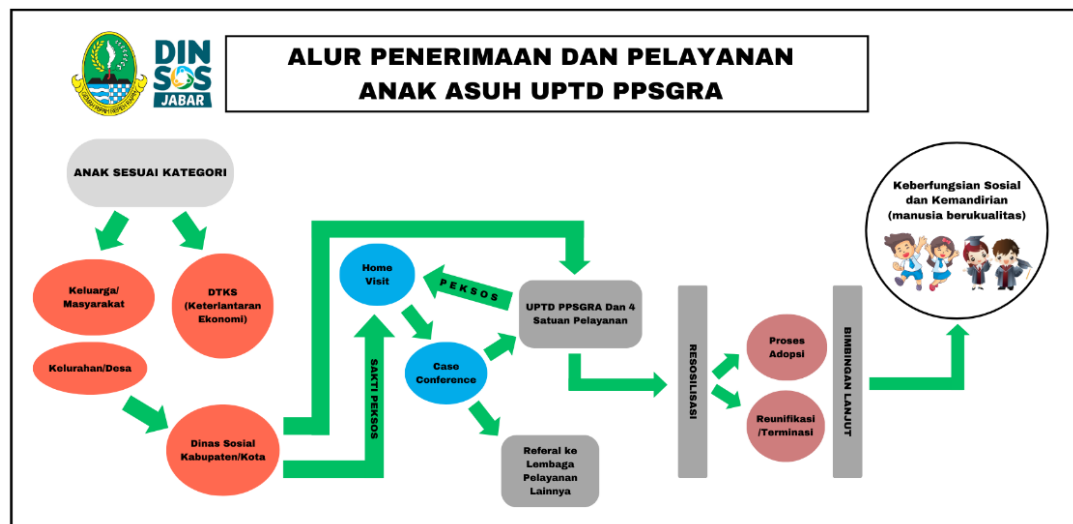 DIN
SOS
JABAR
ALUR PENERIMAAN DAN PELAYANAN
ANAK ASUH UPTD PPSGRA
ANAK SESUAI KATEGORI
Keluarga/
Masyarakat
DTKS
(Keterlantaran
Ekonomi)
Kelurahan/Desa
Dinas Sosial
Kabupaten/Kota
SAKTI PEKSOS
Home
Visit
PEKSOS
Case
Conference
UPTD PPSGRA Dan 4
Satuan Pelayanan
Referal ke
Lembaga
Pelayanan
Lainnya
RESOSILISASI
Proses
Adopsi
Reunifikasi
/Terminasi
BIMBINGAN LANJUT
Keberfungsian Sosial
dan Kemandirian
(manusia berukualitas)